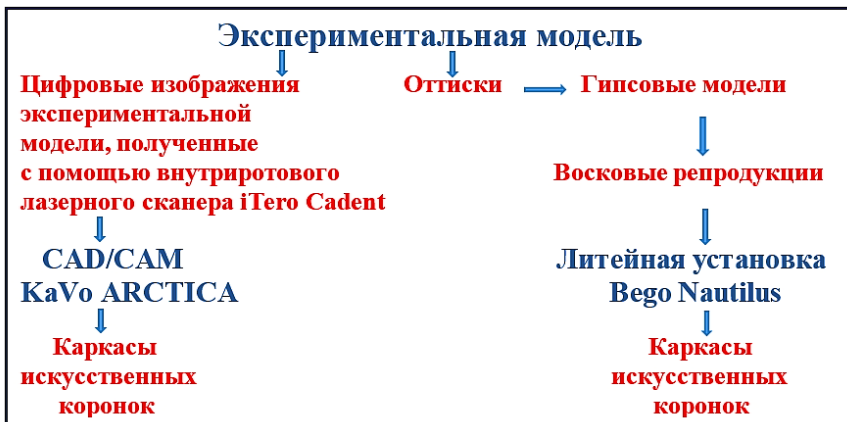 Экспериментальная модель
Цифровые изображения
экспериментальной
модели, полученные
с помощью внутриротового
лазерного сканера iTero Cadent
CAD/CAM
KaVo ARCTICA
Каркасы
искусственных
коронок
Оттиски
Гипсовые модели
Восковые репродукции
Литейная установка
Bego Nautilus
Каркасы
искусственных
коронок